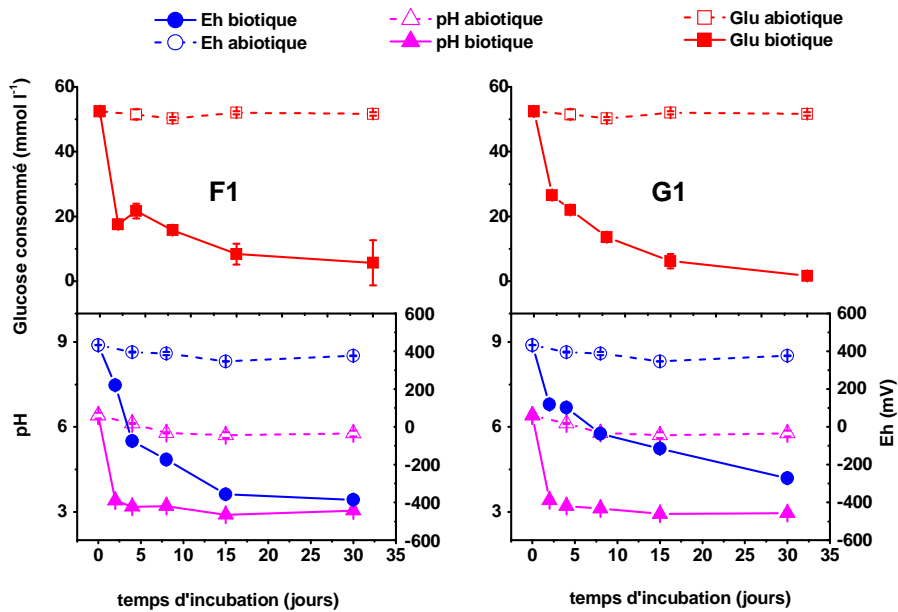 Eh biotique pH abiotique Glu abiotique
Eh abiotique pH biotique Glu biotique
Glucose consommé (mmol l⁻¹)
60
40
20
0
F1
60
40
20
0
G1
pH
9
6
3
600
400
200
0
-200
-400
-600
9
6
3
600
400
200
0
-200
-400
-600
Eh (mV)
0 5 10 15 20 25 30 35
0 5 10 15 20 25 30 35
temps d'incubation (jours)
temps d'incubation (jours)